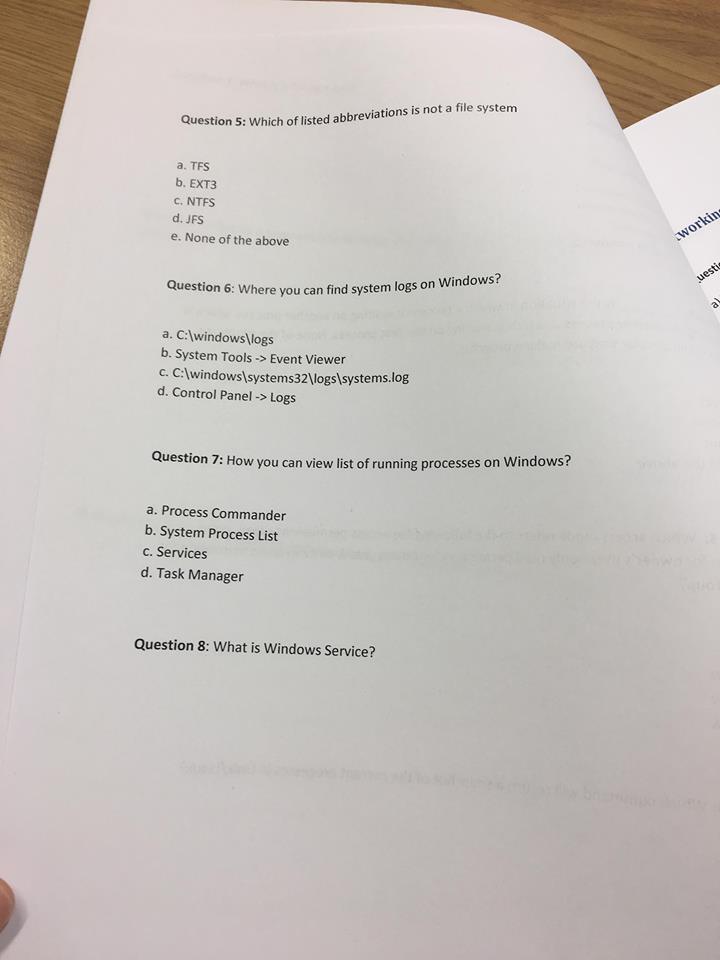 Question 5: Which of listed abbreviations is not a file system
a. TFS
b. EXT3
c. NTFS
d. JFS
e. None of the above
Question 6: Where you can find system logs on Windows?
a. C:\windows\logs
b. System Tools -> Event Viewer
c. C:\windows\systems32\logs\systems.log
d. Control Panel -> Logs
Question 7: How you can view list of running processes on Windows?
a. Process Commander
b. System Process List
c. Services
d. Task Manager
Question 8: What is Windows Service?
a)